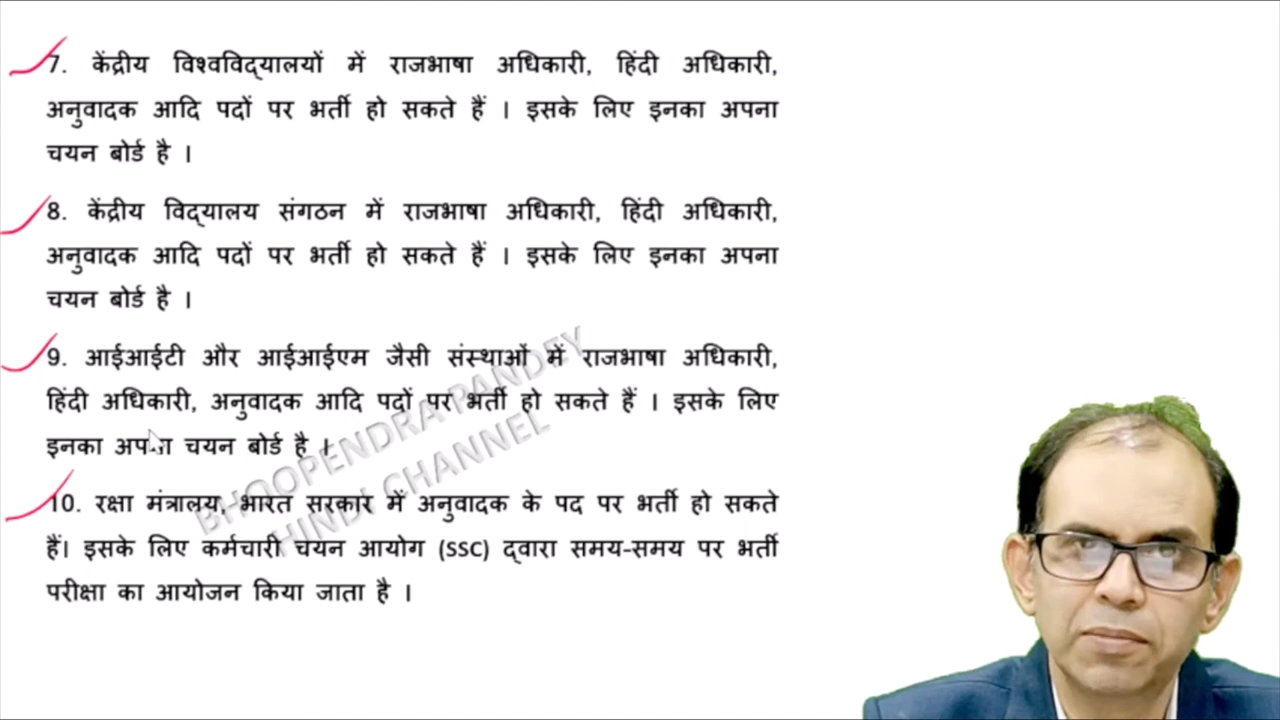 7. केंद्रीय विश्वविद्यालयों में राजभाषा अधिकारी, हिंदी अधिकारी,
अनुवादक आदि पदों पर भर्ती हो सकते हैं । इसके लिए इनका अपना
चयन बोर्ड है ।
8. केंद्रीय विद्यालय संगठन में राजभाषा अधिकारी, हिंदी अधिकारी,
अनुवादक आदि पदों पर भर्ती हो सकते हैं । इसके लिए इनका अपना
चयन बोर्ड है ।
9. आईआईटी और आईआईएम जैसी संस्थाओं में राजभाषा अधिकारी,
हिंदी अधिकारी, अनुवादक आदि पदों पर भर्ती हो सकते हैं । इसके लिए
इनका अपना चयन बोर्ड है ।
10. रक्षा मंत्रालय, भारत सरकार में अनुवादक के पद पर भर्ती हो सकते
हैं। इसके लिए कर्मचारी चयन आयोग (SSC) द्वारा समय-समय पर भर्ती
परीक्षा का आयोजन किया जाता है ।
BHOOPENDRA PANDEY
HINDI CHANNEL